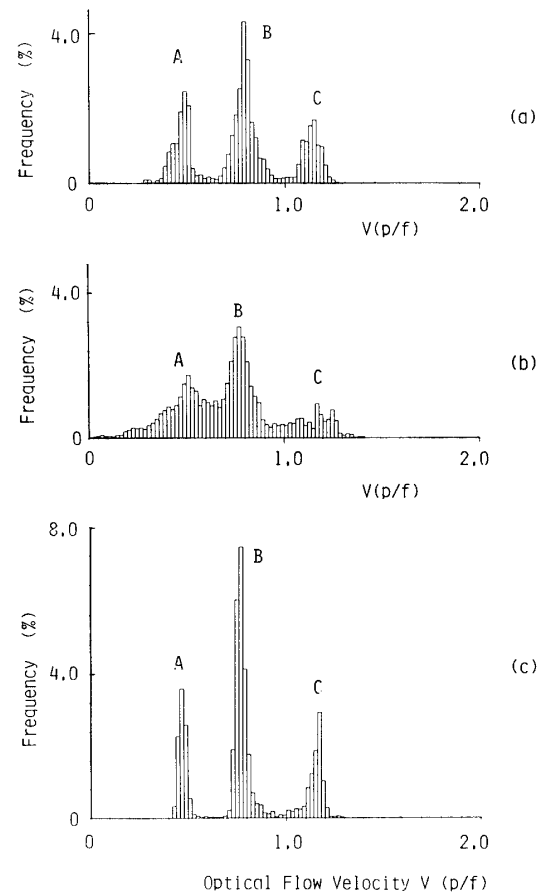 4.0
Frequency (%)
0
A
B
C
(a)
0 1.0 2.0
V(p/f)
4.0
Frequency (%)
0
A
B
C
(b)
0 1.0 2.0
V(p/f)
8.0
4.0
Frequency (%)
0
A
B
C
(c)
0 1.0 2.0
Optical Flow Velocity V (p/f)